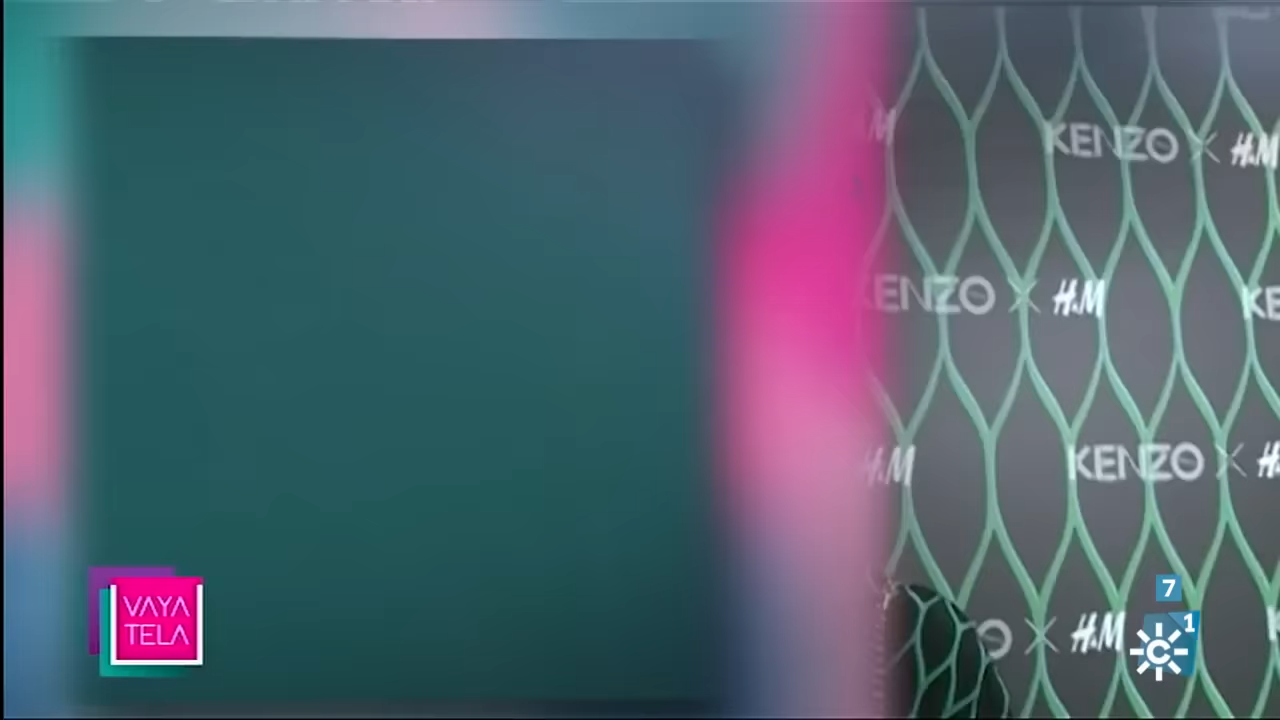 KENZO × H&M
KENZO × H&M
H&M
KENZO ×
7
H&M
1
VAYA
TELA